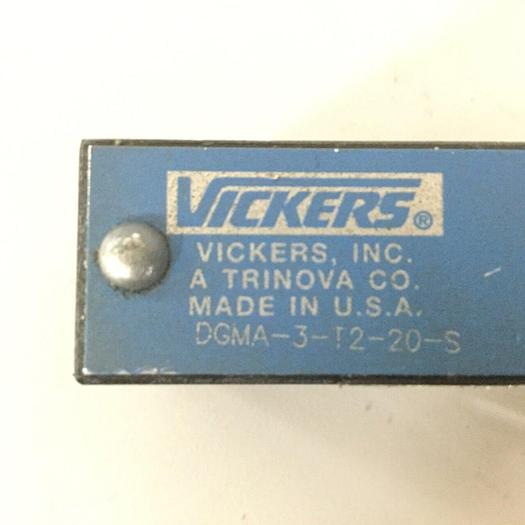 VICKERS®
VICKERS, INC.
A TRINOVA CO.
MADE IN U.S.A.
DGMA-3-T2-20-S